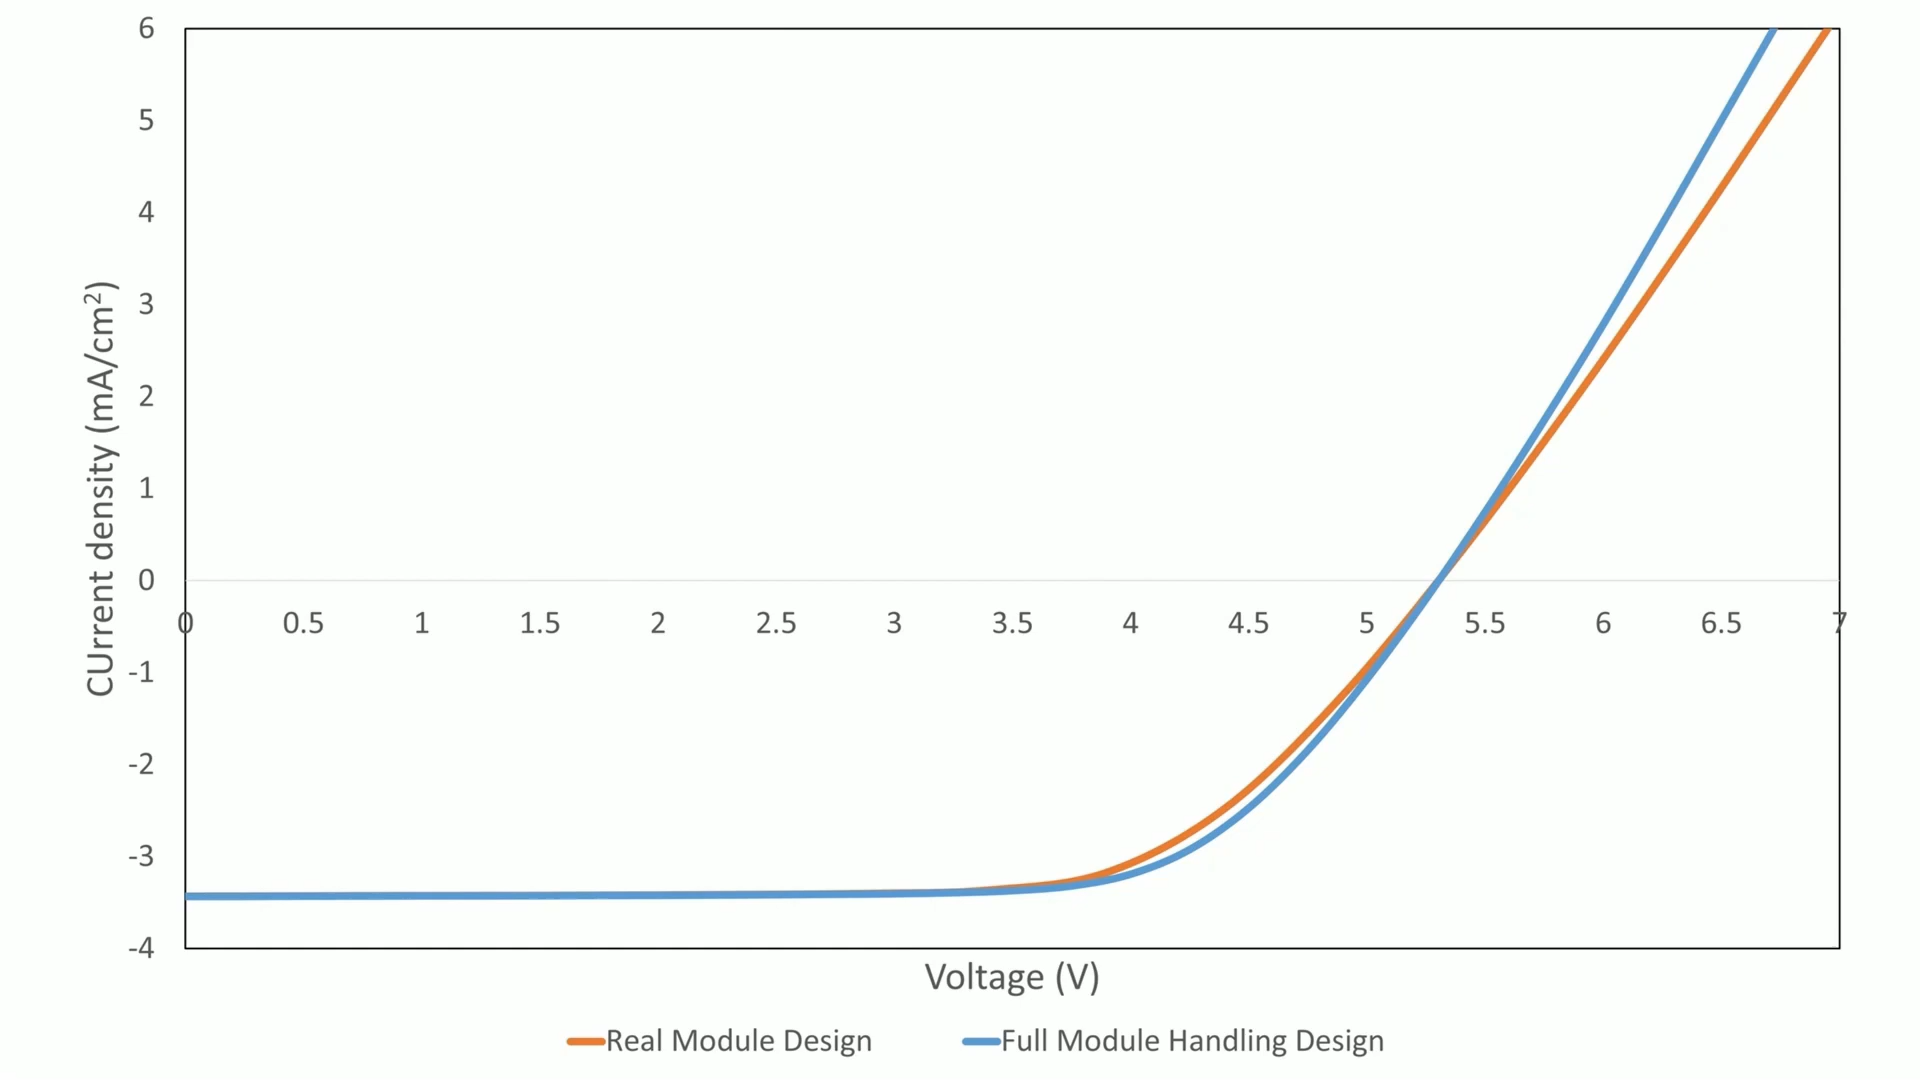 6
5
4
3
2
1
0
-1
-2
-3
-4
CUrrent density (mA/cm²)
0 0.5 1 1.5 2 2.5 3 3.5 4 4.5 5 5.5 6 6.5 7
Voltage (V)
Real Module Design Full Module Handling Design